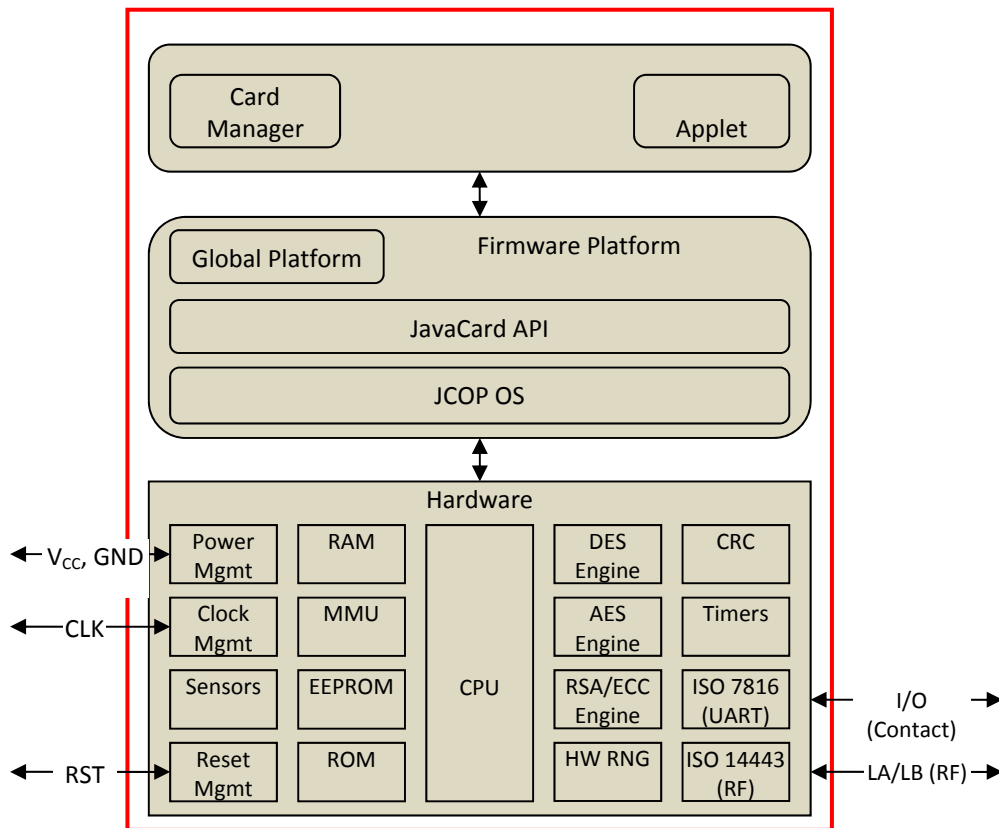 Card
Manager
Applet
Global Platform
Firmware Platform
JavaCard API
JCOP OS
Hardware
Power
Mgmt
RAM
CPU
DES
Engine
CRC
VCC, GND
Clock
Mgmt
MMU
AES
Engine
Timers
CLK
Sensors
EEPROM
RSA/ECC
Engine
ISO 7816
(UART)
I/O
(Contact)
Reset
Mgmt
ROM
HW RNG
ISO 14443
(RF)
RST
LA/LB (RF)